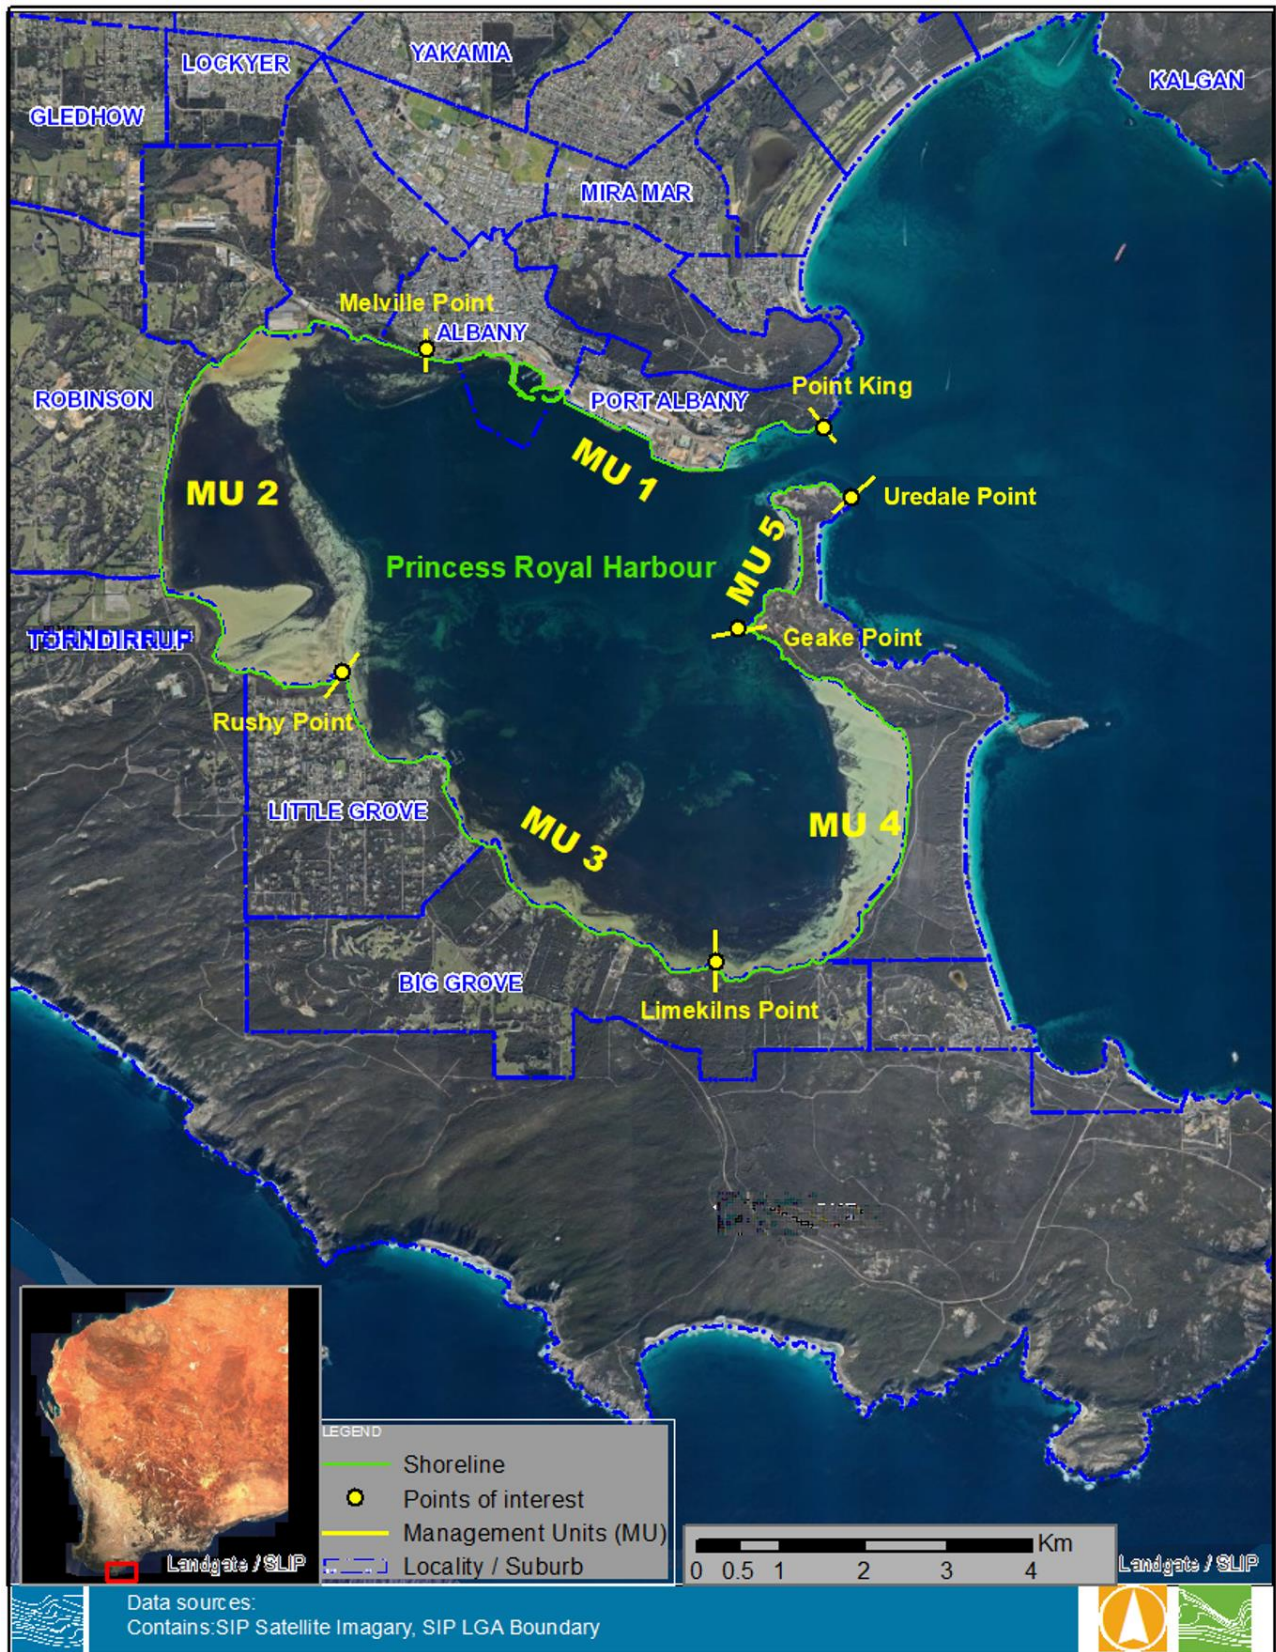 YAKAMIA
LOCKYER
KALGAN
GLEDHOW
MIRA MAR
Melville Point
ALBANY
Point King
ROBINSON
PORT ALBANY
MU 1
MU 2
Uredale Point
MU 5
Princess Royal Harbour
TORNDIRRUP
Geake Point
Rushy Point
LITTLE GROVE
MU 3
MU 4
BIG GROVE
Limekilns Point
LEGEND
Shoreline
Points of interest
Management Units (MU)
Locality / Suburb
Landgate / SLIP
Km
0 0.5 1 2 3 4
Landgate / SLIP
Data sources:
Contains:SIP Satellite Imagary, SIP LGA Boundary